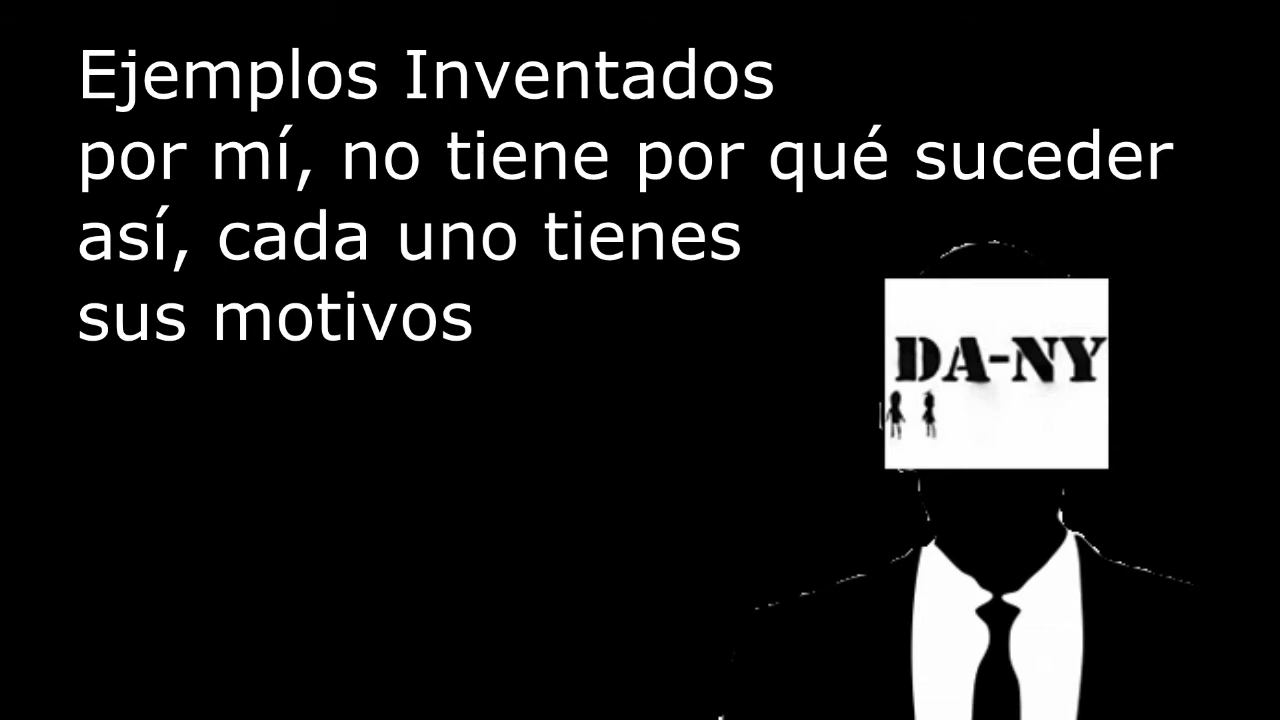 Ejemplos Inventados
por mí, no tiene por qué suceder
así, cada uno tienes
sus motivos
DA-NY